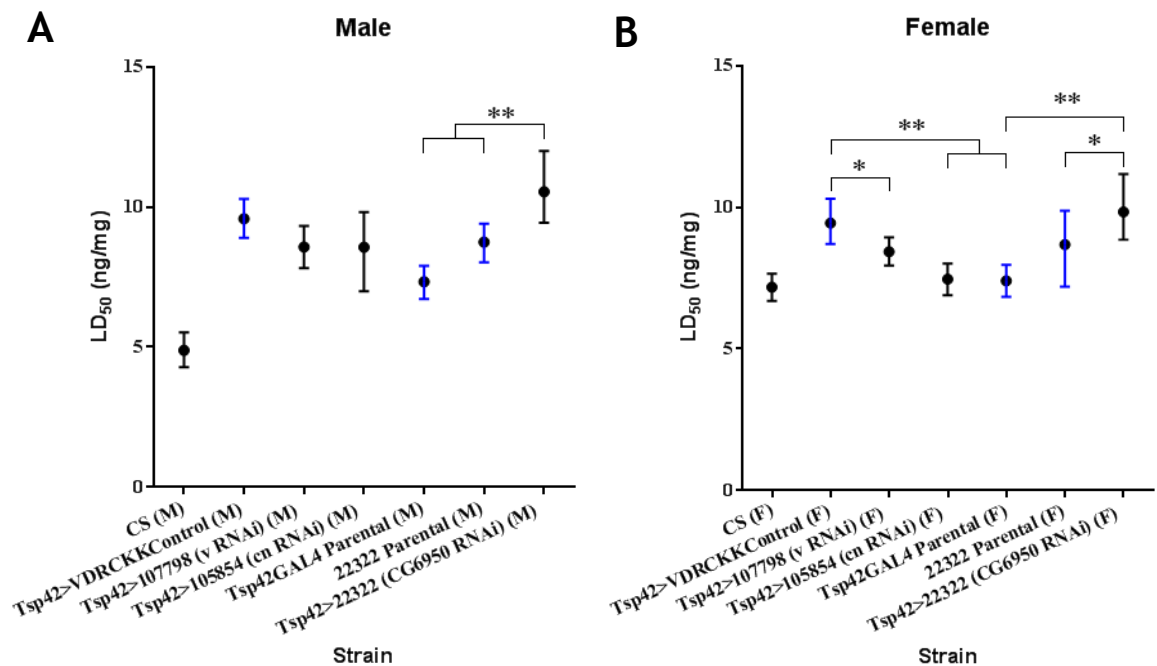 A
Male
15
10
5
0
LD50 (ng/mg)
**
CS (M)
Tsp42>VDRCKKControl (M)
Tsp42>107798 (v RNAi) (M)
Tsp42>105854 (cn RNAi) (M)
Tsp42GAL4 Parental (M)
22322 Parental (M)
Tsp42>22322 (CG6950 RNAi) (M)
Strain
B
Female
15
10
5
0
LD50 (ng/mg)
**
**
*
*
CS (F)
Tsp42>VDRCKKControl (F)
Tsp42>107798 (v RNAi) (F)
Tsp42>105854 (cn RNAi) (F)
Tsp42GAL4 Parental (F)
22322 Parental (F)
Tsp42>22322 (CG6950 RNAi) (F)
Strain